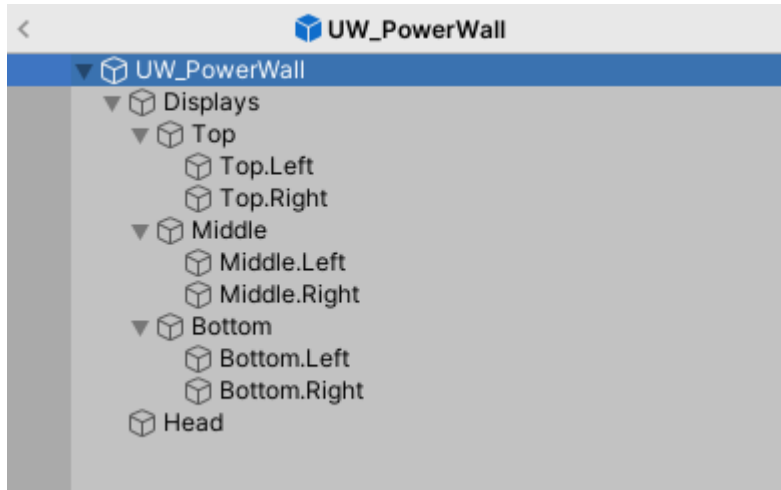 UW_PowerWall
UW_PowerWall
Displays
Top
Top.Left
Top.Right
Middle
Middle.Left
Middle.Right
Bottom
Bottom.Left
Bottom.Right
Head